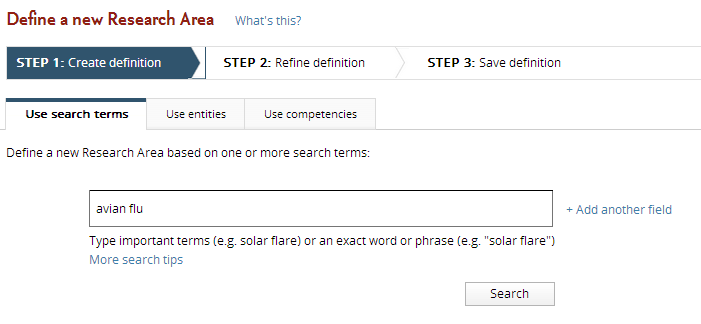 Define a new Research Area What's this?
STEP 1: Create definition STEP 2: Refine definition STEP 3: Save definition
Use search terms Use entities Use competencies
Define a new Research Area based on one or more search terms:
avian flu + Add another field
Type important terms (e.g. solar flare) or an exact word or phrase (e.g. "solar flare")
More search tips
Search